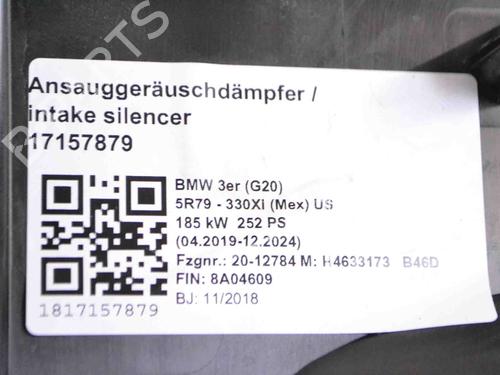 PARTS
Ansauggeräuschdämpfer /
intake silencer
17157879
BMW 3er (G20)
5R79 - 330Xi (Mex) US
185 kW 252 PS
(04.2019-12.2024)
Fzgnr.: 20-12784 M: H4633173 B46D
FIN: 8A04609
BJ: 11/2018
1817157879